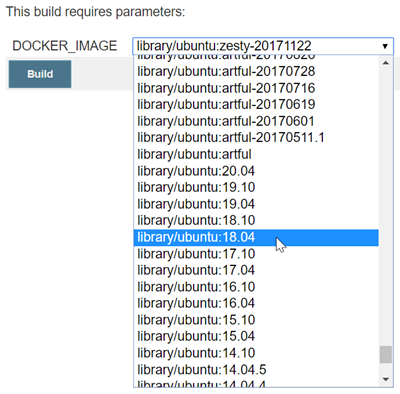 This build requires parameters:
DOCKER_IMAGE
library/ubuntu:zesty-20171122
Build
library/ubuntu:artful-20170826
library/ubuntu:artful-20170728
library/ubuntu:artful-20170716
library/ubuntu:artful-20170619
library/ubuntu:artful-20170601
library/ubuntu:artful-20170511.1
library/ubuntu:artful
library/ubuntu:20.04
library/ubuntu:19.10
library/ubuntu:19.04
library/ubuntu:18.10
library/ubuntu:18.04
library/ubuntu:17.10
library/ubuntu:17.04
library/ubuntu:16.10
library/ubuntu:16.04
library/ubuntu:15.10
library/ubuntu:15.04
library/ubuntu:14.10
library/ubuntu:14.04.5
library/ubuntu:14.04.4